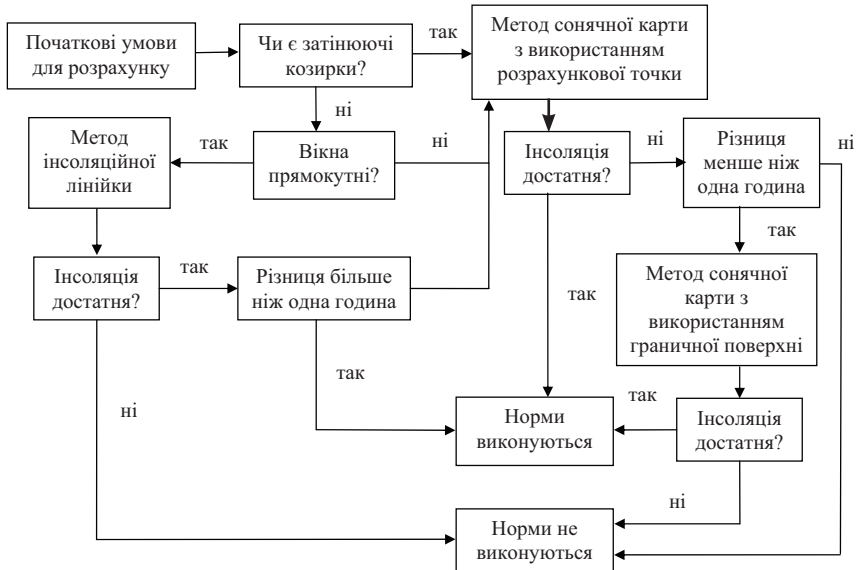 Початкові умови
для розрахунку
Чи є затінюючі
козирки?
так
Метод сонячної карти
з використанням
розрахункової точки
ні
Метод
інсоляційної
лінійки
так
Вікна
прямокутні?
ні
Інсоляція
достатня?
ні
Різниця
менше ніж
одна година
ні
так
Інсоляція
достатня?
так
Різниця більше
ніж одна година
так
Метод сонячної
карти з
використанням
граничної поверхні
ні
так
Норми
виконуються
так
Інсоляція
достатня?
ні
Норми не
виконуються